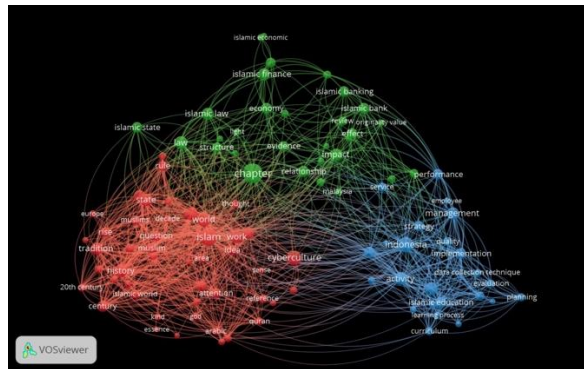 islamic economic
islamic finance
islamic banking
islamic law
economy
islamic bank
review
originality value
islamic state
light
effect
law
structure
evidence
impact
rule
chapter
relationship
performance
malaysia
service
state
thought
employee
europe
muslims
decade
world
management
rise
strategy
question
islam
work
indonesia
quality
tradition
muslim
idea
implementation
area
cyberculture
history
sense
data collection technique
20th century
attention
activity
evaluation
islamic world
reference
islamic education
planning
century
kind
god
quran
learning process
essence
arabic
curriculum
VOSviewer